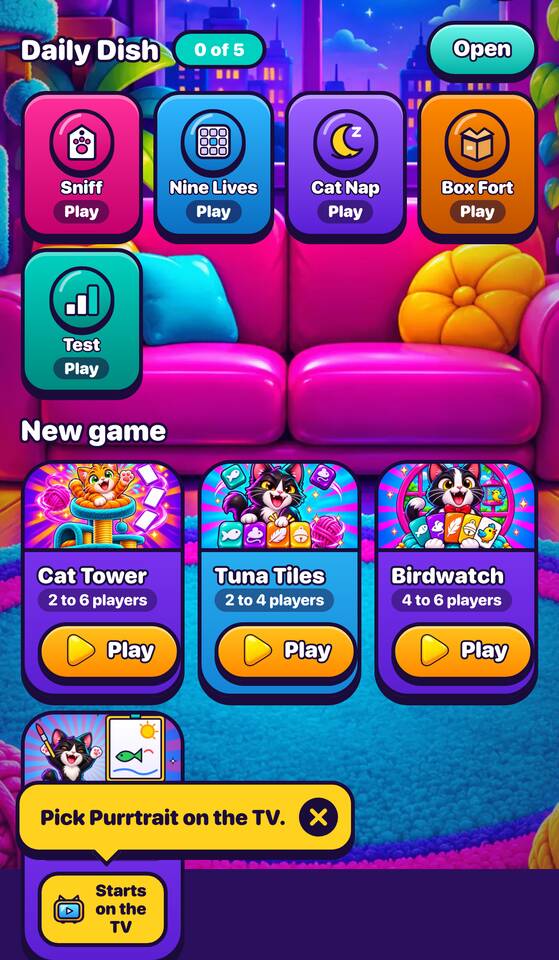 Daily Dish
0 of 5
Open
Sniff
Play
Nine Lives
Play
Cat Nap
Play
Box Fort
Play
Test
Play
New game
Cat Tower
2 to 6 players
Play
Tuna Tiles
2 to 4 players
Play
Birdwatch
4 to 6 players
Play
Pick Purrtrait on the TV.
Starts
on the
TV